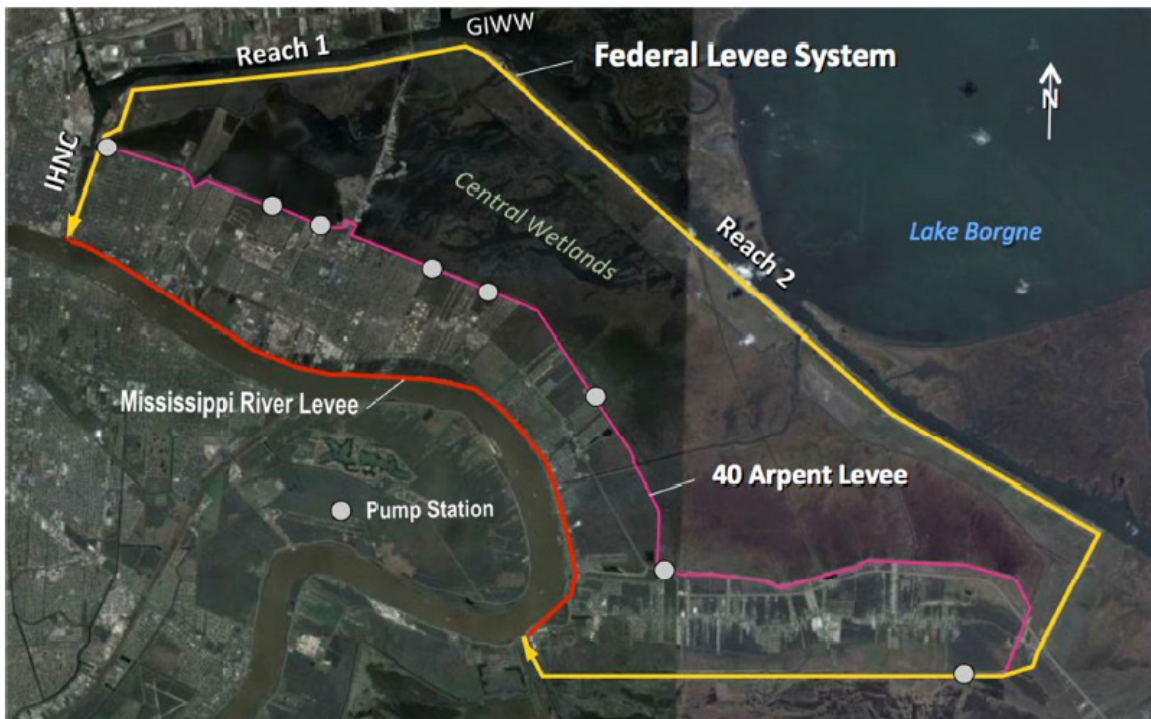 GIWW
Reach 1
Federal Levee System
N
IHNC
Central Wetlands
Lake Borgne
Reach 2
Mississippi River Levee
40 Arpent Levee
Pump Station